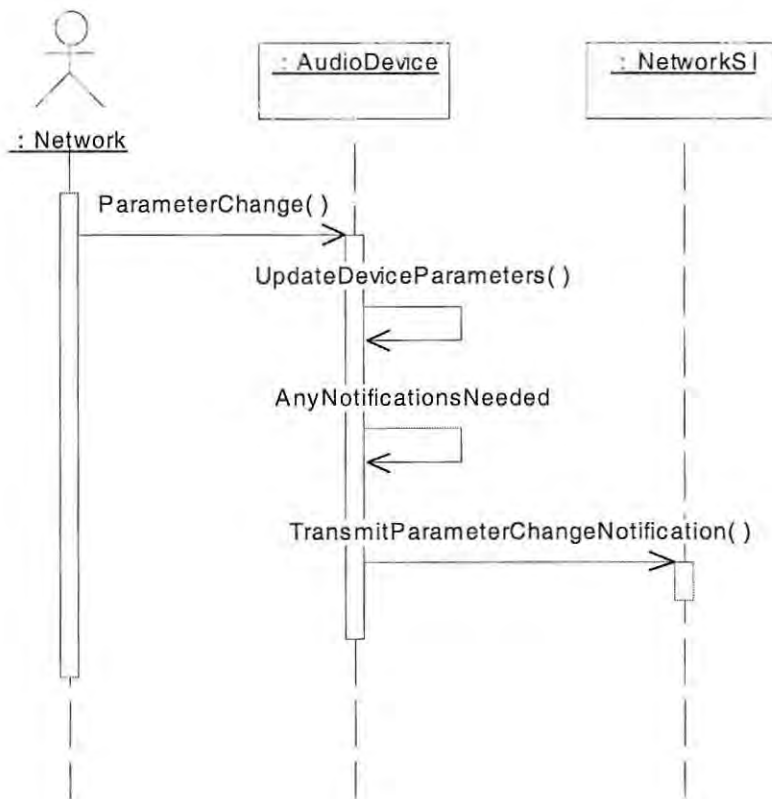 : AudioDevice
: NetworkSI
: Network
ParameterChange( )
UpdateDeviceParameters( )
AnyNotificationsNeeded
TransmitParameterChangeNotification( )